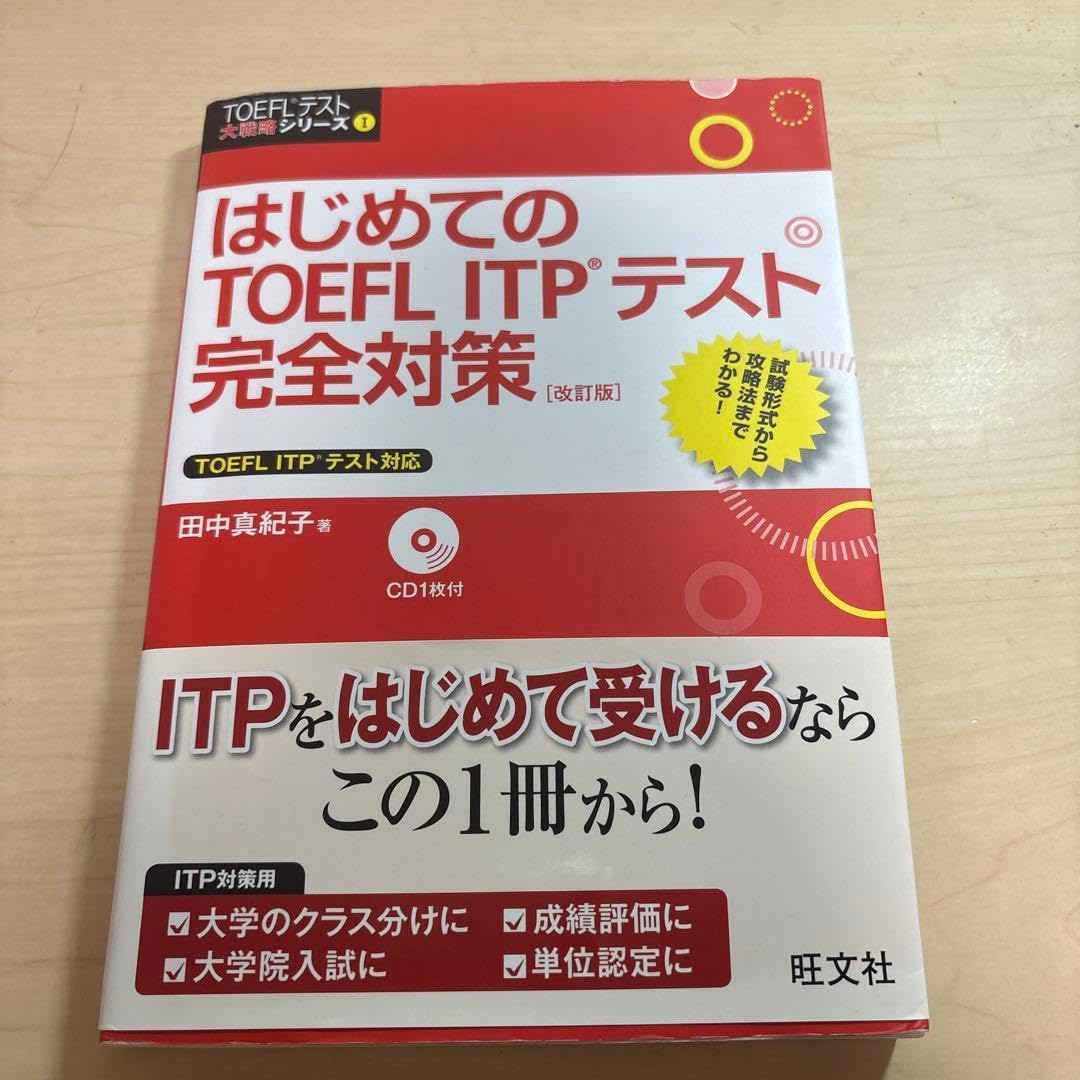 TOEFL®テスト
大戦略シリーズ1
はじめての
TOEFL ITP®テスト
完全対策[改訂版]
試験形式から
攻略法まで
わかる!
TOEFL ITP®テスト対応
田中真紀子 著
CD1枚付
ITPをはじめて受けるなら
この1冊から!
ITP対策用
大学のクラス分けに
成績評価に
大学院入試に
単位認定に
旺文社